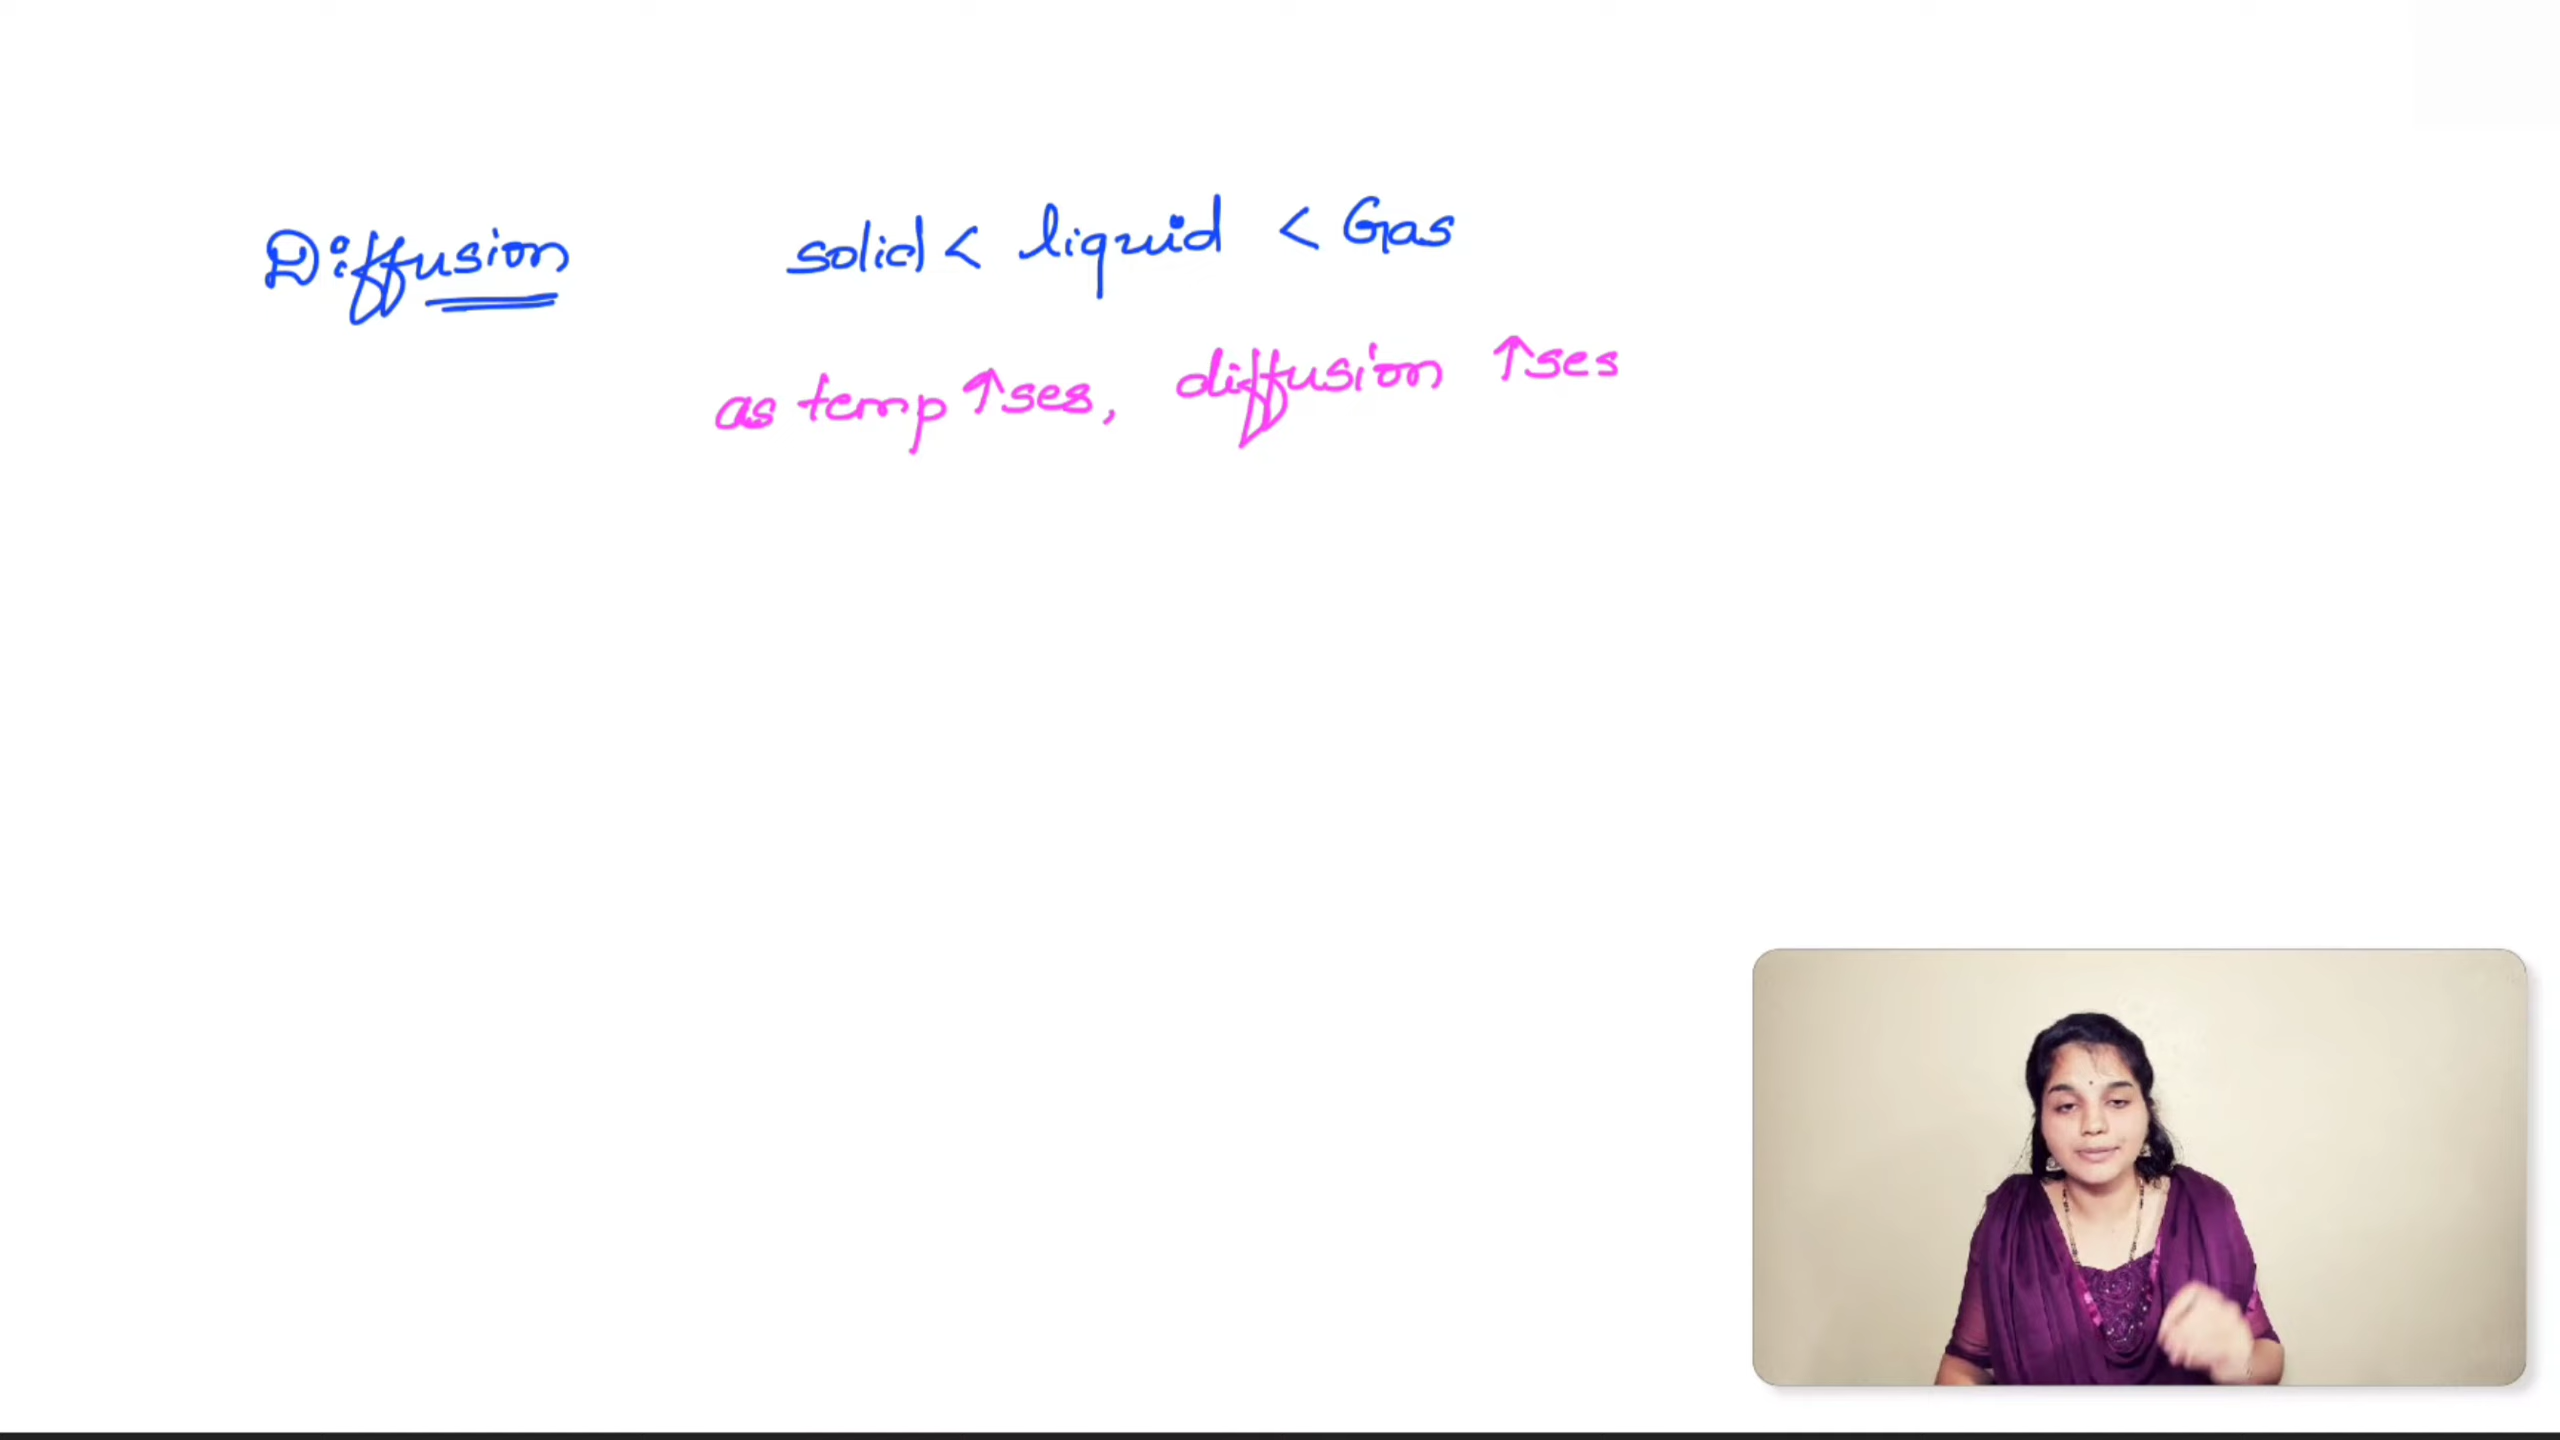 Diffusion solid < liquid < Gas
as temp ↑ses, diffusion ↑ses